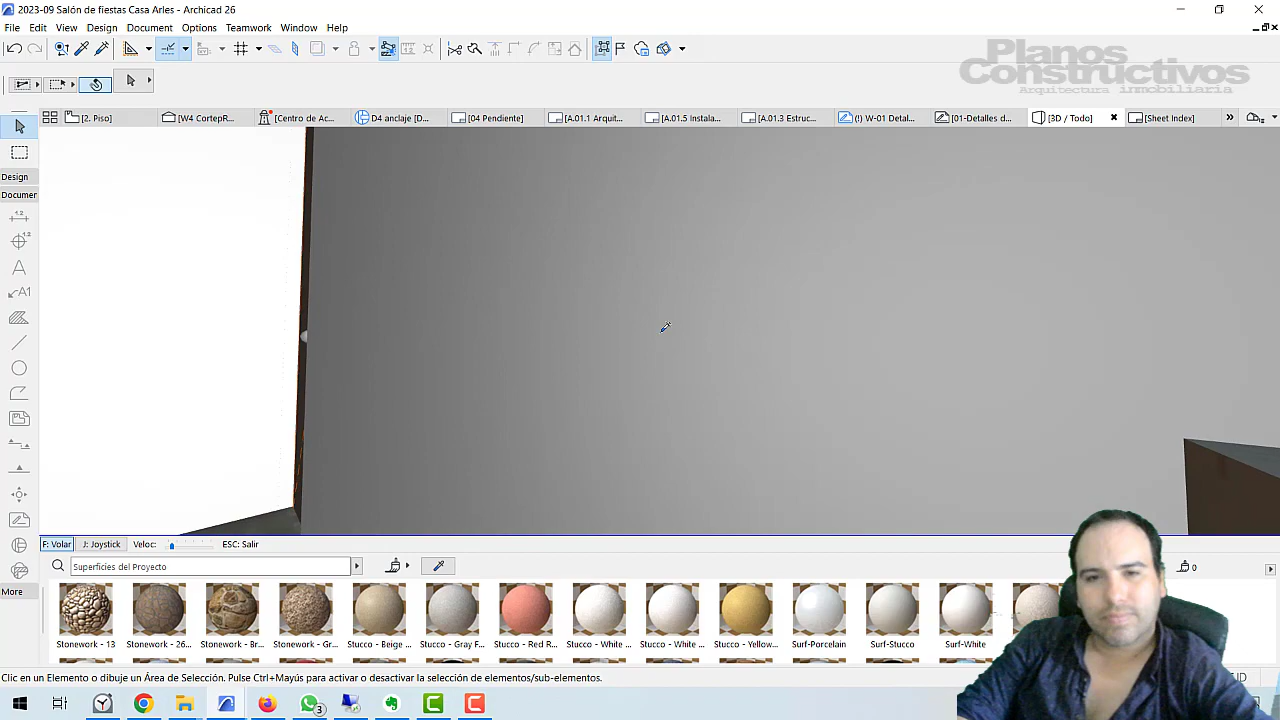 2023-09 Salón de fiestas Casa Arles - Archicad 26
File Edit View Design Document Options Teamwork Window Help
Planos
Constructivos
Arquitectura inmobiliaria
[2. Piso] [W4 CortepR... [Centro de Ac... D4 anclaje [D... [04 Pendiente] [A.01.1 Arquit... [A.01.5 Instala... [A.01.3 Estruc... (!) W-01 Detal... [01-Detalles d... [3D / Todo] [Sheet Index]
Design
Documen
A
A1
More
F: Volar J: Joystick Veloc: ESC: Salir
Superficies del Proyecto
0
Stonework - 13 Stonework - 26... Stonework - Br... Stonework - Gr... Stucco - Beige ... Stucco - Gray F... Stucco - Red R... Stucco - White ... Stucco - White ... Stucco - Yellow... Surf-Porcelain Surf-Stucco Surf-White
Clic en un Elemento o dibuje un Área de Selección. Pulse Ctrl+Mayús para activar o desactivar la selección de elementos/sub-elementos.
3